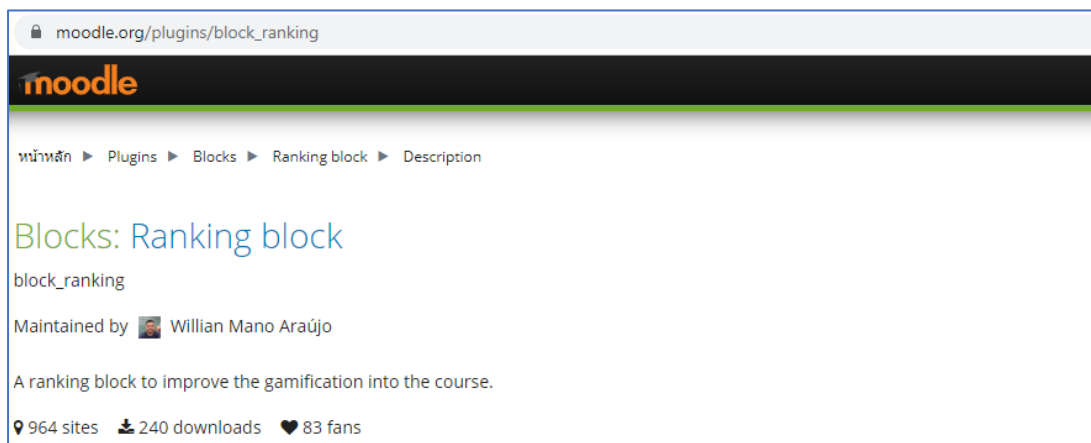 moodle.org/plugins/block_ranking
moodle
หน้าหลัก ► Plugins ► Blocks ► Ranking block ► Description
Blocks: Ranking block
block_ranking
Maintained by Willian Mano Araújo
A ranking block to improve the gamification into the course.
964 sites 240 downloads 83 fans